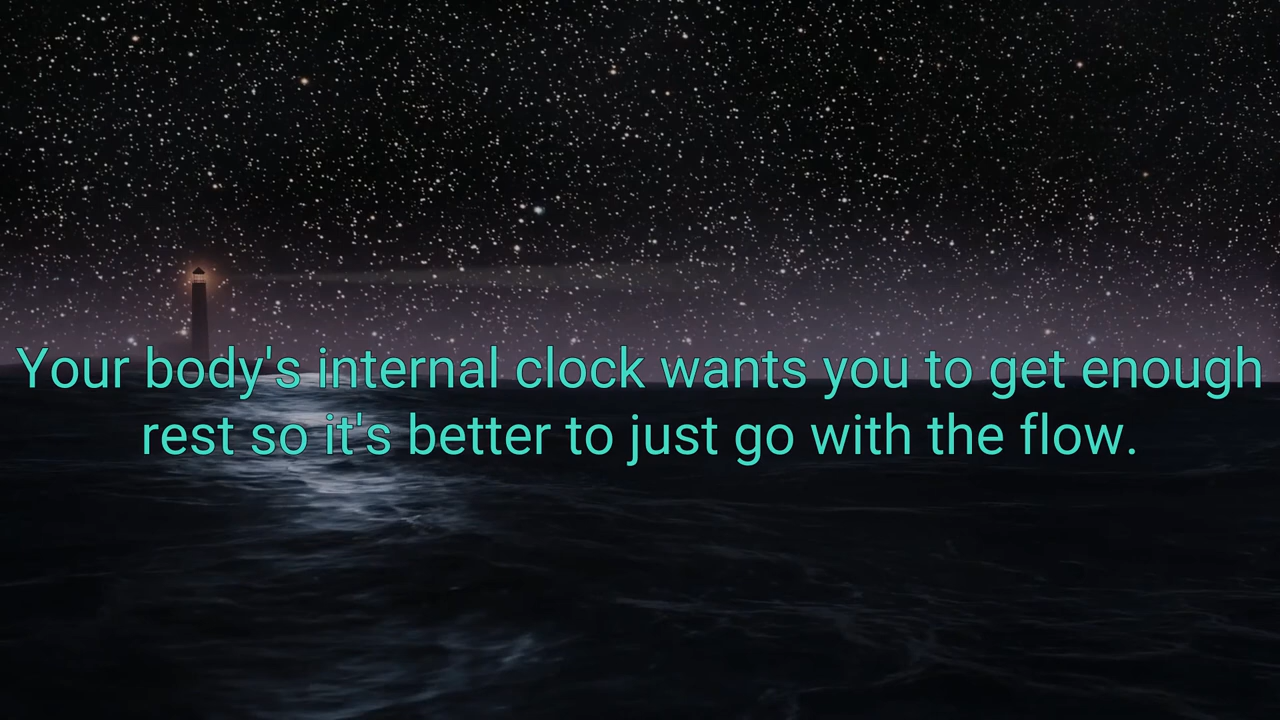 Your body's internal clock wants you to get enough
rest so it's better to just go with the flow.